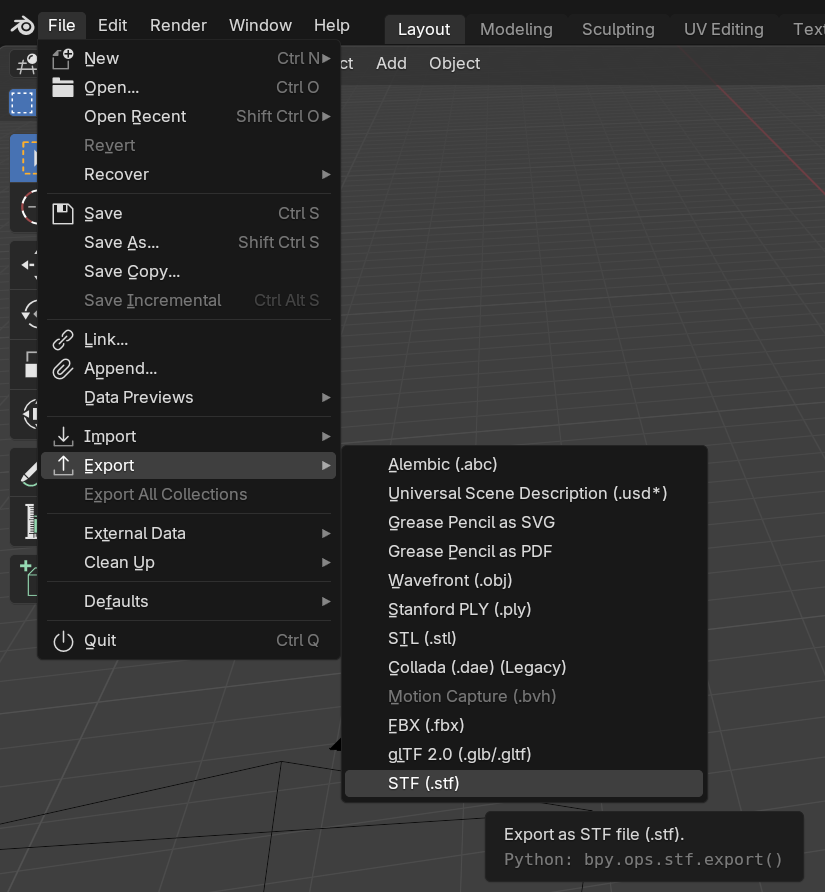 File Edit Render Window Help Layout Modeling Sculpting UV Editing
ct Add Object
New Ctrl N
Open... Ctrl O
Open Recent Shift Ctrl O
Revert
Recover
Save Ctrl S
Save As... Shift Ctrl S
Save Copy...
Save Incremental Ctrl Alt S
Link...
Append...
Data Previews
Import
Export
Export All Collections
External Data
Clean Up
Defaults
Quit Ctrl Q
Alembic (.abc)
Universal Scene Description (.usd*)
Grease Pencil as SVG
Grease Pencil as PDF
Wavefront (.obj)
Stanford PLY (.ply)
STL (.stl)
Collada (.dae) (Legacy)
Motion Capture (.bvh)
FBX (.fbx)
glTF 2.0 (.glb/.gltf)
STF (.stf)
Export as STF file (.stf).
Python: bpy.ops.stf.export()